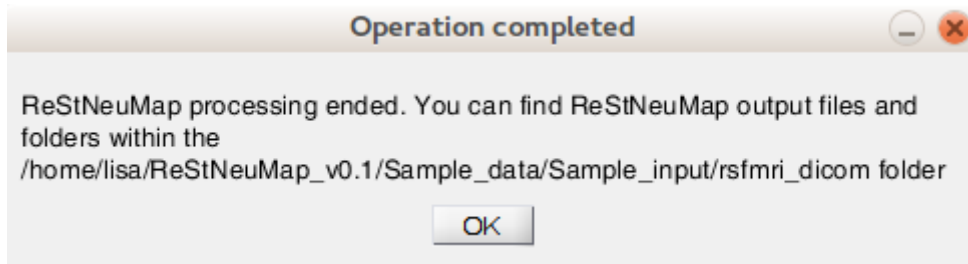 Operation completed
ReStNeuMap processing ended. You can find ReStNeuMap output files and
folders within the
/home/lisa/ReStNeuMap_v0.1/Sample_data/Sample_input/rsfmri_dicom folder
OK